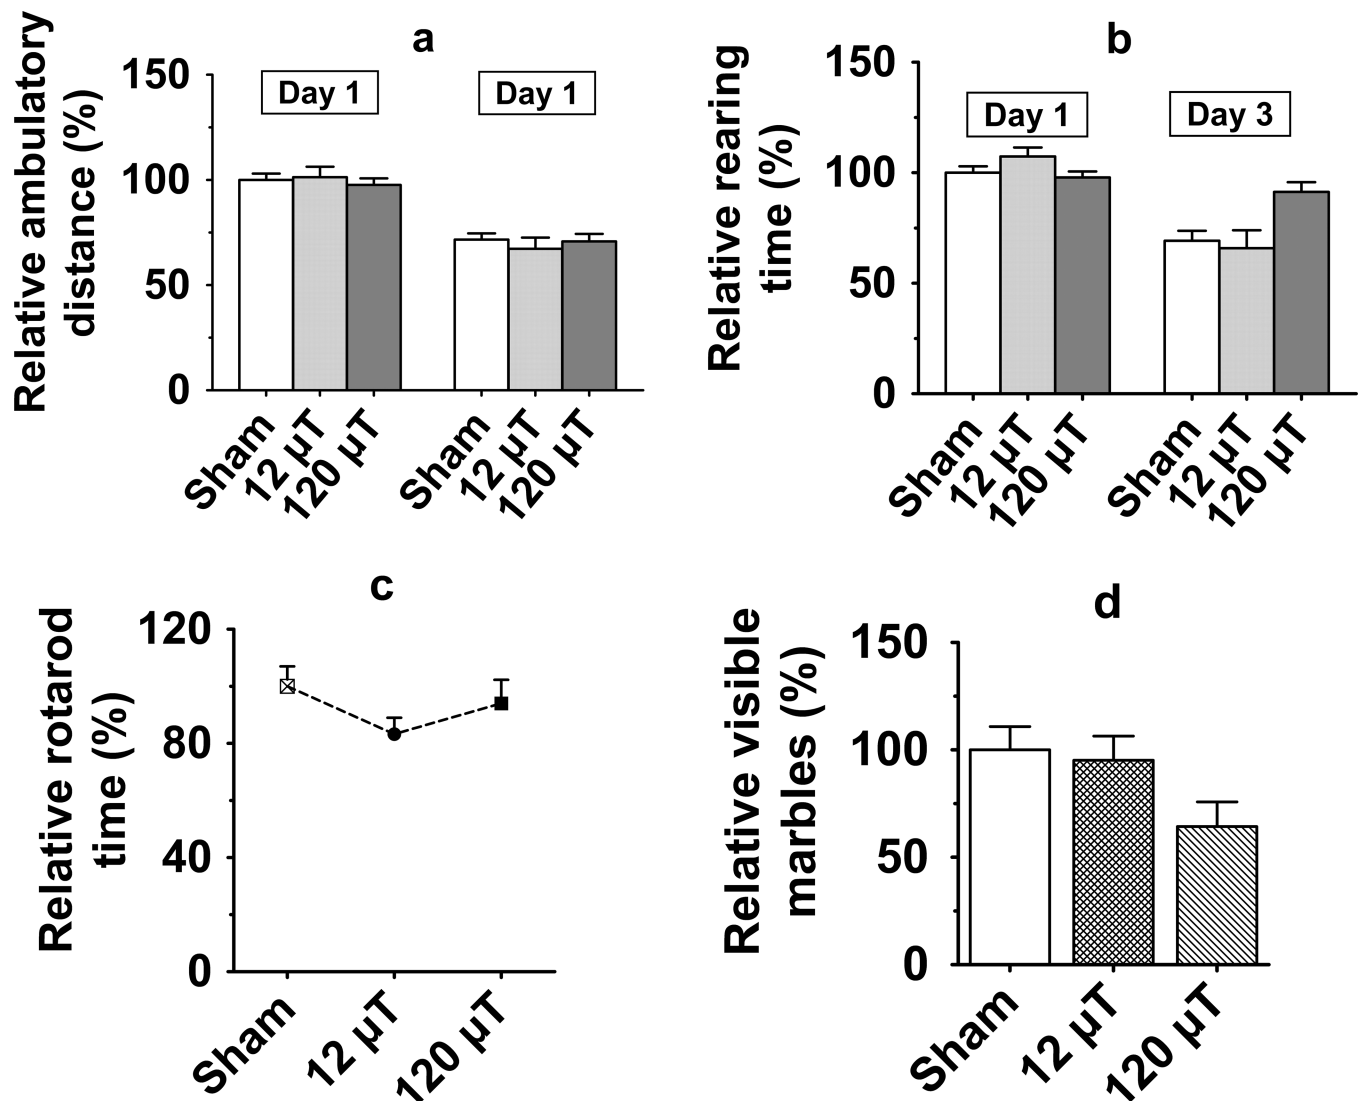 a
Relative ambulatory
distance (%)
150
100
50
0
Day 1
Day 1
Sham
12 µT
120 µT
Sham
12 µT
120 µT
b
Relative rearing
time (%)
150
100
50
0
Day 1
Day 3
Sham
12 µT
120 µT
Sham
12 µT
120 µT
c
Relative rotarod
time (%)
120
80
40
0
Sham
12 µT
120 µT
d
Relative visible
marbles (%)
150
100
50
0
Sham
12 µT
120 µT